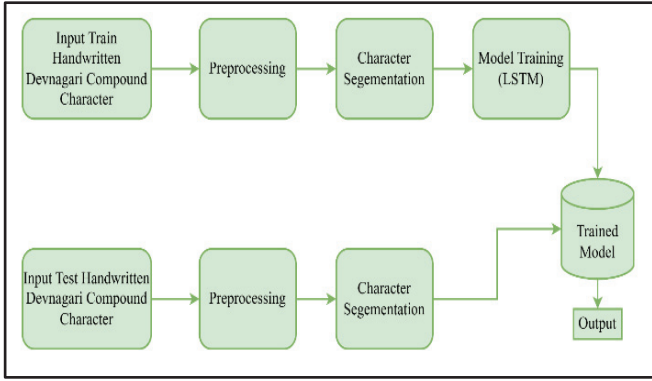 Input Train
Handwritten
Devnagari Compound
Character
Preprocessing
Character
Segementation
Model Training
(LSTM)
Trained
Model
Input Test Handwritten
Devnagari Compound
Character
Preprocessing
Character
Segementation
Output